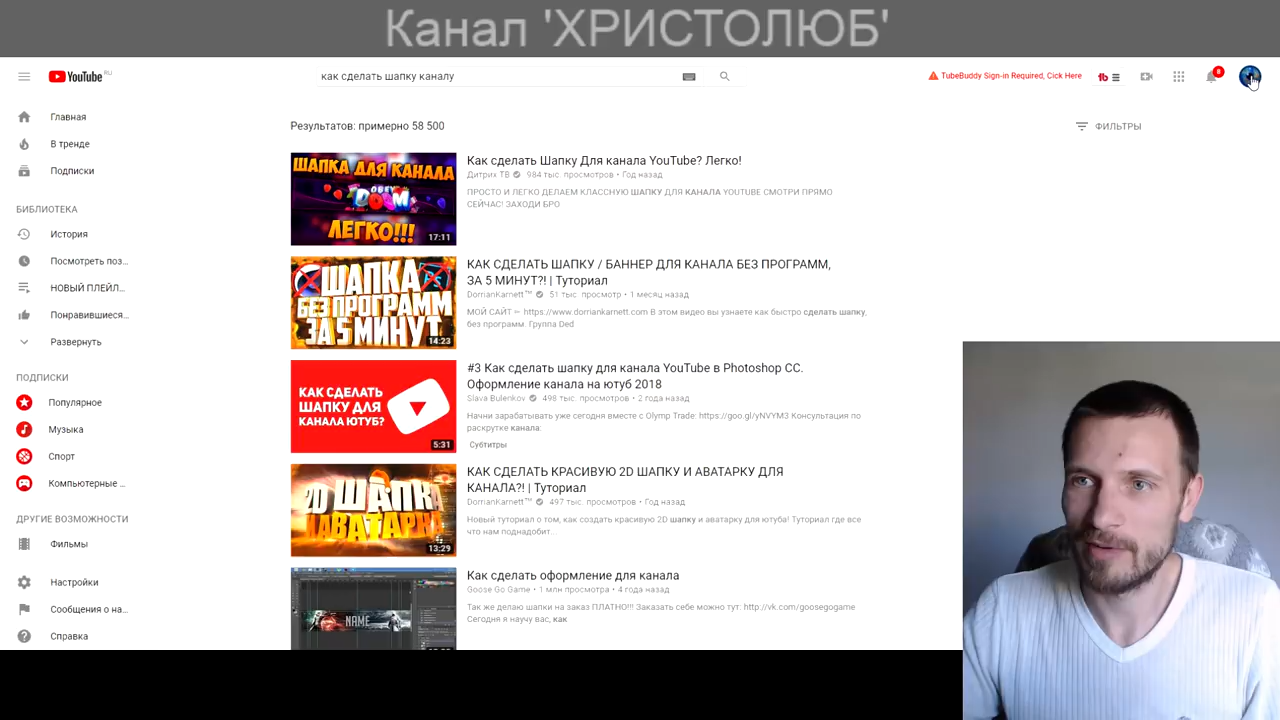 Канал 'ХРИСТОЛЮБ'
YouTube RU
как сделать шапку каналу
TubeBuddy Sign-in Required, Cick Here
tb
8
Главная
В тренде
Подписки
БИБЛИОТЕКА
История
Посмотреть поз...
НОВЫЙ ПЛЕЙЛ...
Понравившиеся...
Развернуть
ПОДПИСКИ
Популярное
Музыка
Спорт
Компьютерные ...
ДРУГИЕ ВОЗМОЖНОСТИ
Фильмы
Настройки
Сообщения о на...
Справка
Результатов: примерно 58 500
ФИЛЬТРЫ
ШАПКА ДЛЯ КАНАЛА
ЛЕГКО!!!
17:11
Как сделать Шапку Для канала YouTube? Легко!
Дитрих ТВ 984 тыс. просмотров • Год назад
ПРОСТО И ЛЕГКО ДЕЛАЕМ КЛАССНУЮ ШАПКУ ДЛЯ КАНАЛА YOUTUBE СМОТРИ ПРЯМО
СЕЙЧАС! ЗАХОДИ БРО
ШАПКА
БЕЗ ПРОГРАММ
ЗА 5 МИНУТ
14:23
КАК СДЕЛАТЬ ШАПКУ / БАННЕР ДЛЯ КАНАЛА БЕЗ ПРОГРАММ,
ЗА 5 МИНУТ?! | Туториал
DorrianKarnett™ 51 тыс. просмотр • 1 месяц назад
МОЙ САЙТ — https://www.dorriankarnett.com В этом видео вы узнаете как быстро сделать шапку,
без программ. Группа Ded
КАК СДЕЛАТЬ
ШАПКУ ДЛЯ
КАНАЛА ЮТУБ?
5:31
#3 Как сделать шапку для канала YouTube в Photoshop CC.
Оформление канала на ютуб 2018
Slava Bulenkov 498 тыс. просмотров • 2 года назад
Начни зарабатывать уже сегодня вместе с Olymp Trade: https://goo.gl/yNVYM3 Консультация по
раскрутке канала:
Субтитры
2D ШАПКА
АВАТАРКА
13:29
КАК СДЕЛАТЬ КРАСИВУЮ 2D ШАПКУ И АВАТАРКУ ДЛЯ
КАНАЛА?! | Туториал
DorrianKarnett™ 497 тыс. просмотров • Год назад
Новый туториал о том, как создать красивую 2D шапку и аватарку для ютуба! Туториал где все
что нам поднадобит...
NAME
Как сделать оформление для канала
Goose Go Game • 1 млн просмотра • 4 года назад
Так же делаю шапки на заказ ПЛАТНО!!! Заказать себе можно тут: http://vk.com/goosegogame
Сегодня я научу вас, как